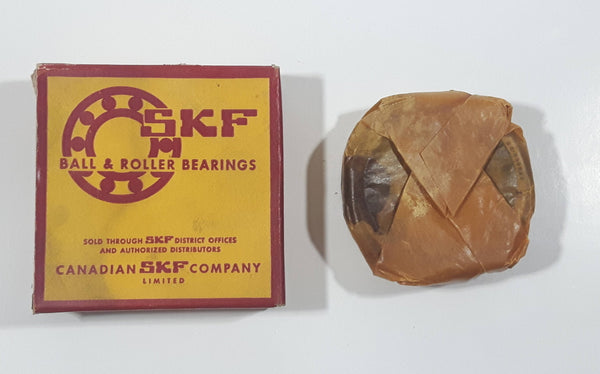 SKF
BALL & ROLLER BEARINGS
SOLD THROUGH SKF DISTRICT OFFICES
AND AUTHORIZED DISTRIBUTORS
CANADIAN SKF COMPANY
LIMITED